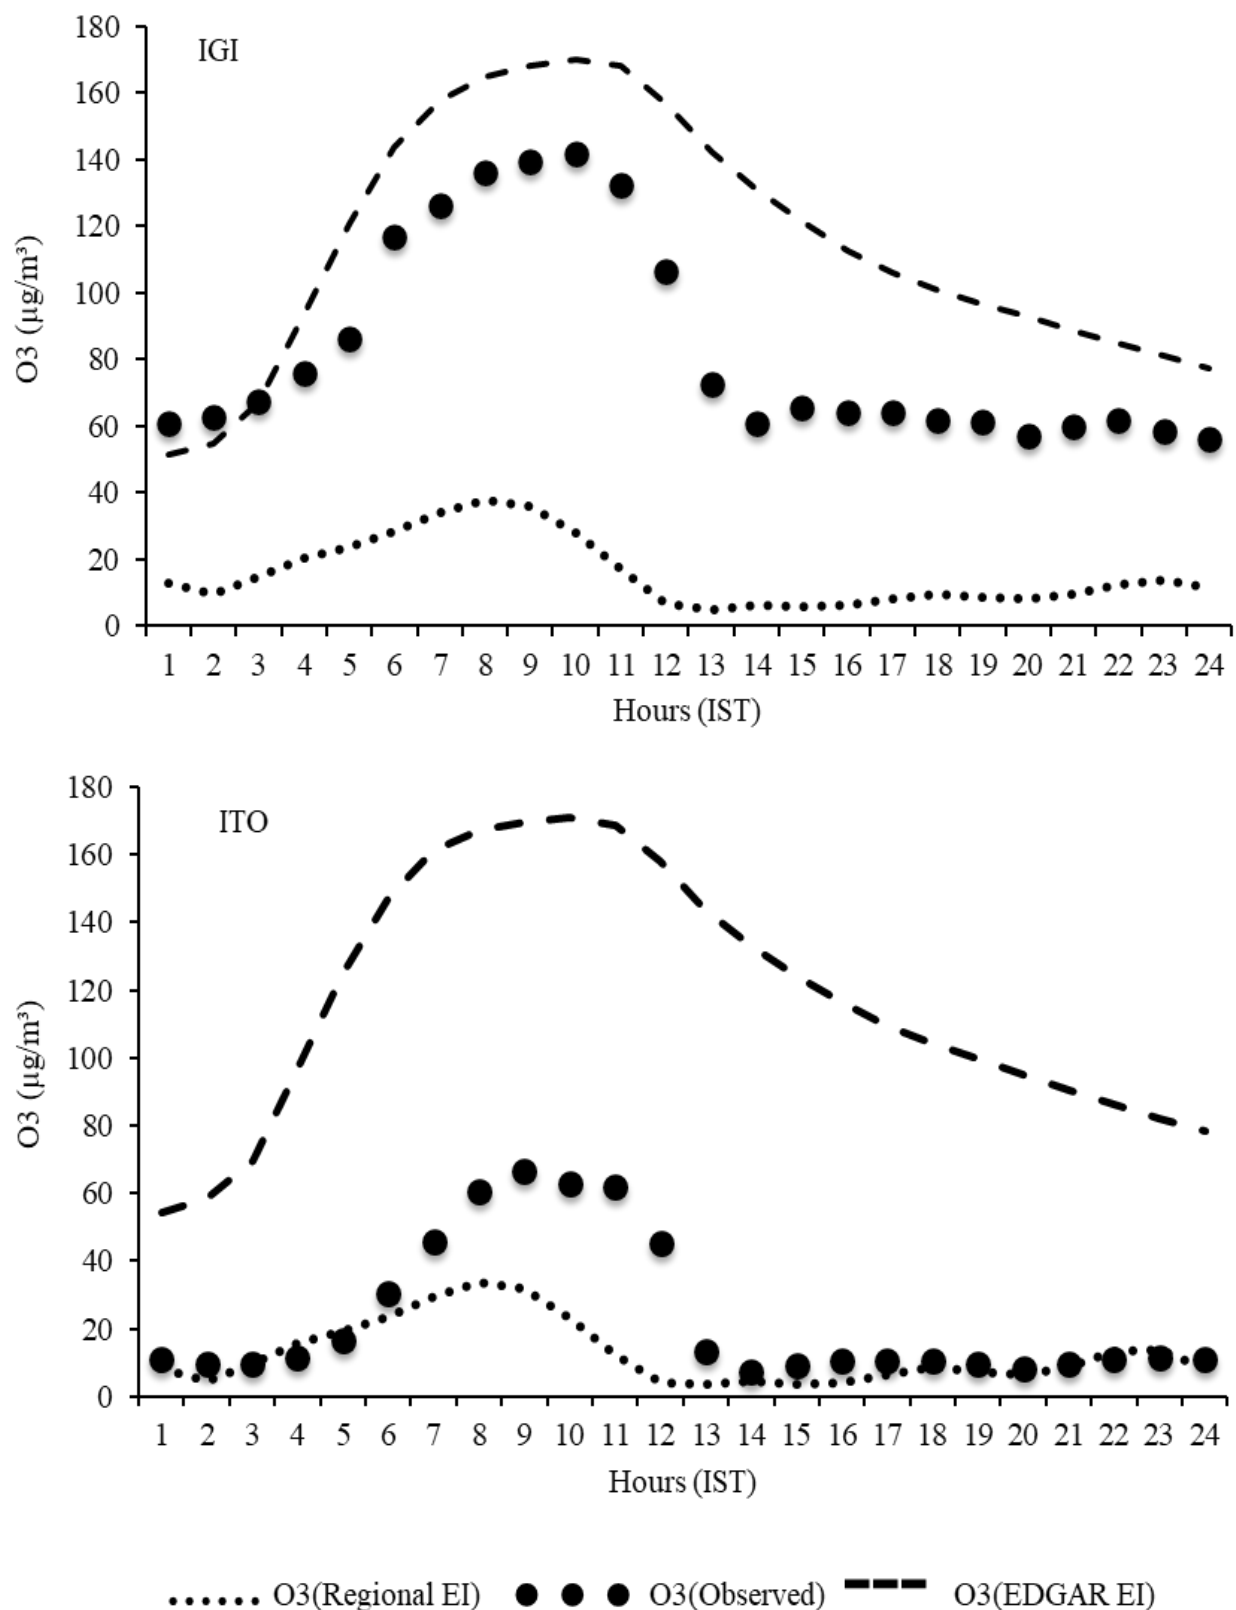 180
IGI
160
140
120
100
80
60
40
20
0
O3 (µg/m³)
1 2 3 4 5 6 7 8 9 10 11 12 13 14 15 16 17 18 19 20 21 22 23 24
Hours (IST)
180
ITO
160
140
120
100
80
60
40
20
0
O3 (µg/m³)
1 2 3 4 5 6 7 8 9 10 11 12 13 14 15 16 17 18 19 20 21 22 23 24
Hours (IST)
O3(Regional EI) O3(Observed) O3(EDGAR EI)